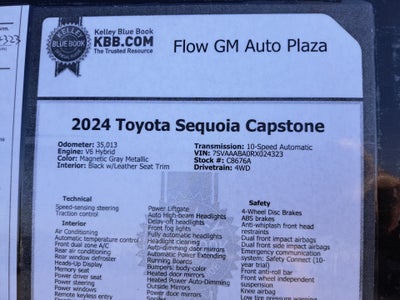 Kelley Blue Book
KBB.COM
The Trusted Resource
KELLEY
BLUE BOOK
Flow GM Auto Plaza
2024 Toyota Sequoia Capstone
Odometer: 35,013
Engine: V6 Hybrid
Color: Magnetic Gray Metallic
Interior: Black w/Leather Seat Trim
Transmission: 10-Speed Automatic
VIN: 7SVAAABA0RX024323
Stock #: C8676A
Drivetrain: 4WD
Technical
Speed-sensing steering
Traction control
Interior
Air Conditioning
Automatic temperature control
Front dual zone A/C
Rear air conditioning
Rear window defroster
Heads-Up Display
Memory seat
Power driver seat
Power steering
Power windows
Remote keyless entry
Power Liftgate
Auto High-beam Headlights
Delay-off headlights
Front fog lights
Fully automatic headlights
Headlight cleaning
Auto-dimming door mirrors
Automatic Power Extending
Running Boards
Bumpers: body-color
Heated door mirrors
Heated Power Auto-Dimming
Outside Mirrors
Power door mirrors
Spoiler
Safety
4-Wheel Disc Brakes
ABS brakes
Anti-whiplash front head
restraints
Dual front impact airbags
Dual front side impact airbags
Emergency communication
system: Safety Connect (10-
year trial)
Front anti-roll bar
Front wheel independent
suspension
Knee airbag
Low tire pressure warning